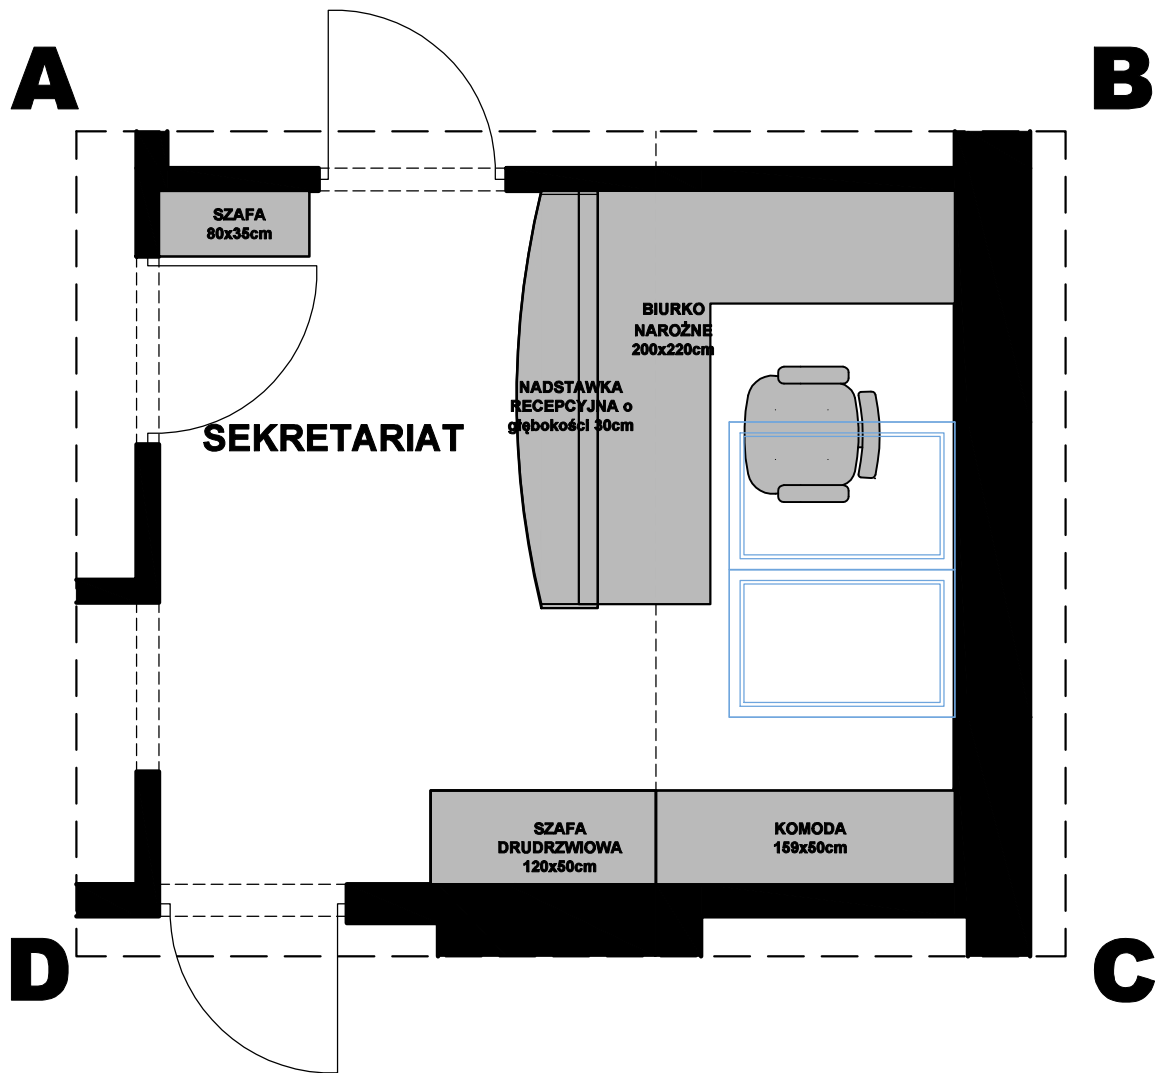 A
B
SZAFA
80x35cm
BIURKO
NAROŻNE
200x220cm
NADSTAWKA
RECEPCYJNA o
głębokości 30cm
SEKRETARIAT
SZAFA
DRUDRZWIOWA
120x50cm
KOMODA
159x50cm
D
C